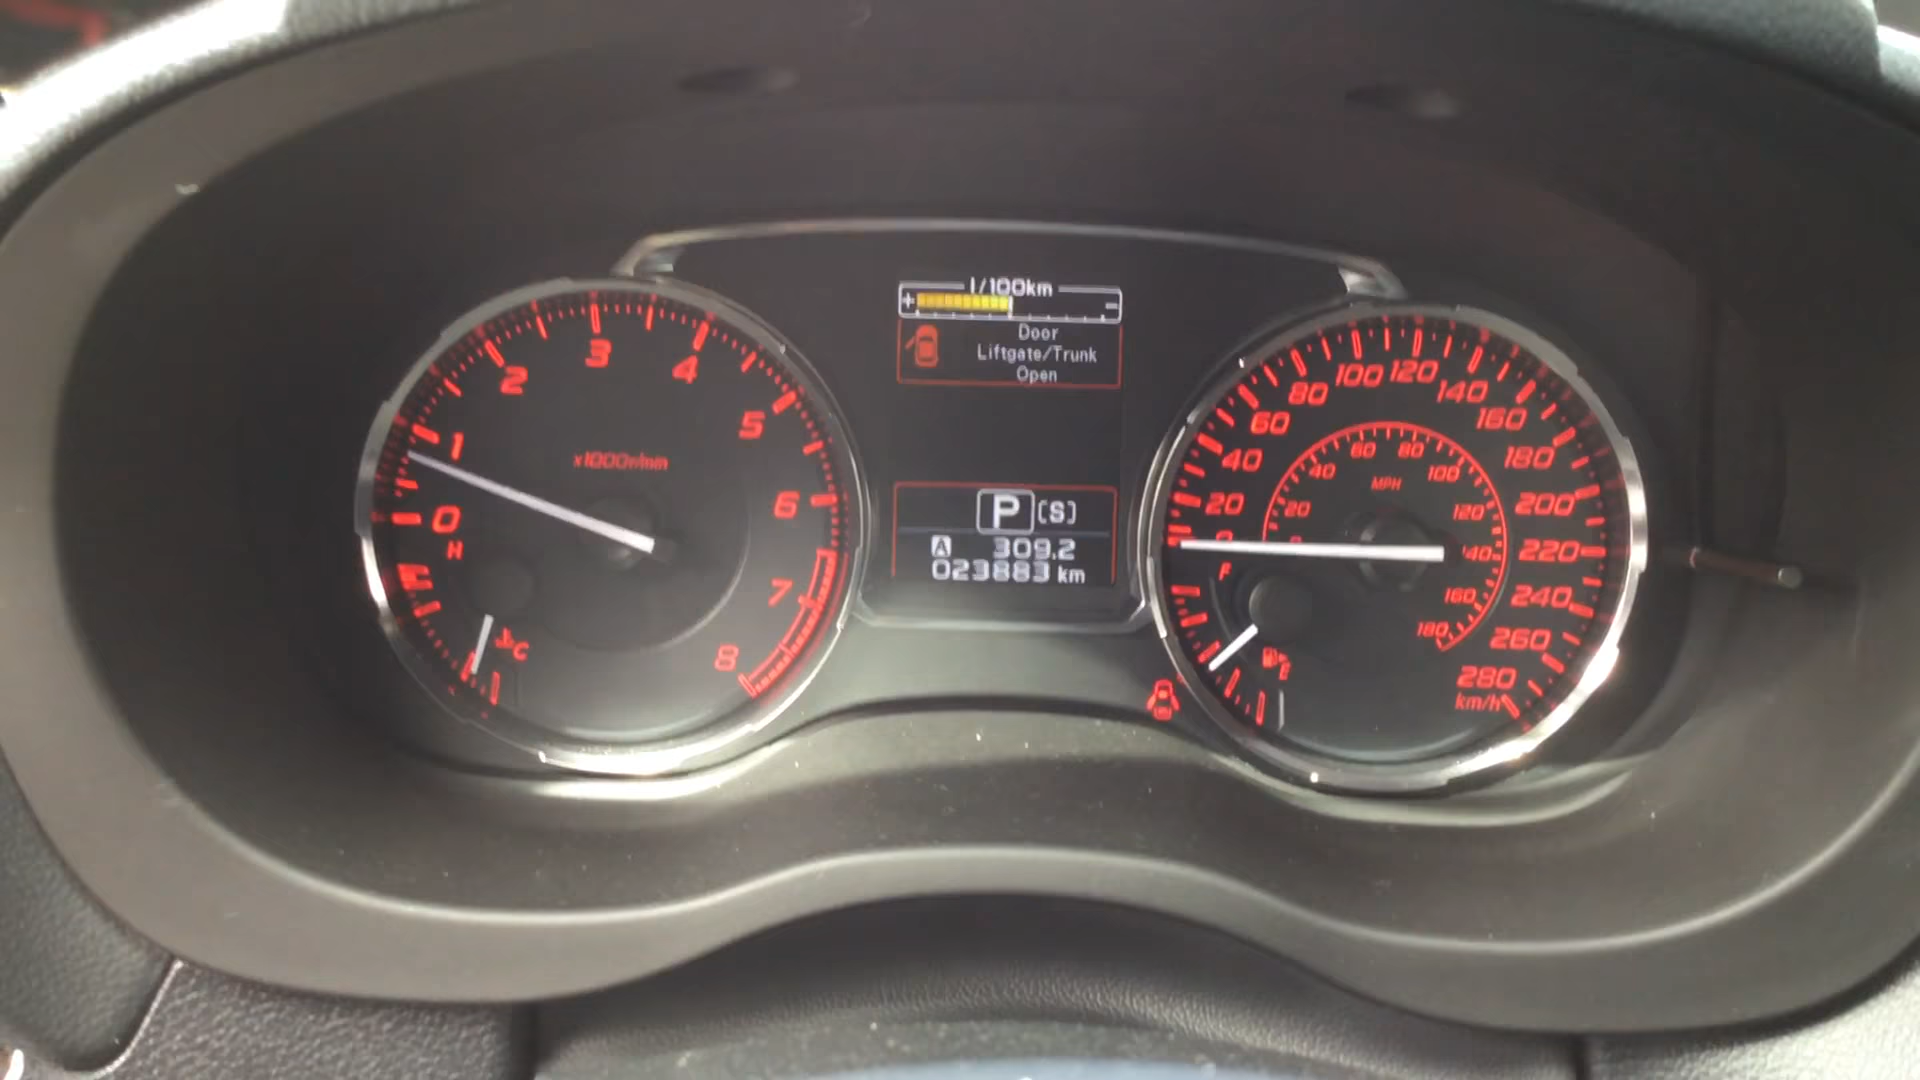 l/100km
+ -
Door
Liftgate/Trunk
Open
P (S)
A 309.2
023883 km
0 1 2 3 4 5 6 7 8
x1000r/min
H
C
20 40 60 80 100 120 140 160 180 200 220 240 260 280
km/h
20 40 60 80 100 120 140 160 180
MPH
F
E